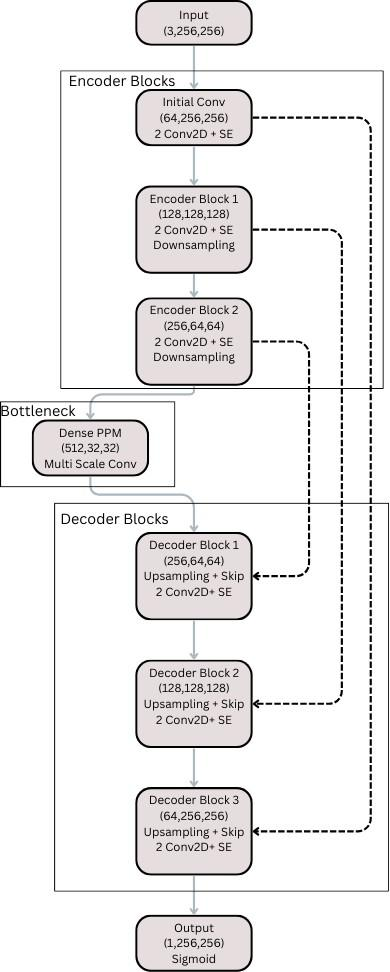 Input
(3,256,256)
Encoder Blocks
Initial Conv
(64,256,256)
2 Conv2D + SE
Encoder Block 1
(128,128,128)
2 Conv2D + SE
Downsampling
Encoder Block 2
(256,64,64)
2 Conv2D + SE
Downsampling
Bottleneck
Dense PPM
(512,32,32)
Multi Scale Conv
Decoder Blocks
Decoder Block 1
(256,64,64)
Upsampling + Skip
2 Conv2D+ SE
Decoder Block 2
(128,128,128)
Upsampling + Skip
2 Conv2D+ SE
Decoder Block 3
(64,256,256)
Upsampling + Skip
2 Conv2D+ SE
Output
(1,256,256)
Sigmoid